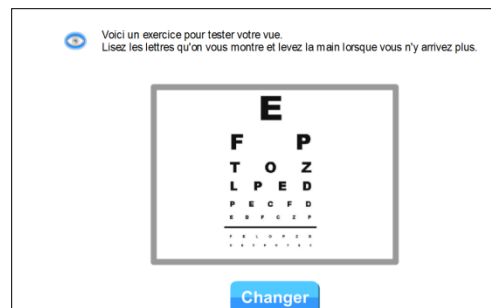 Voici un exercice pour tester votre vue.
Lisez les lettres qu'on vous montre et levez la main lorsque vous n'y arrivez plus.
E
F P
T O Z
L P E D
P E C F D
E D F C Z P
F E L O P Z D
Changer